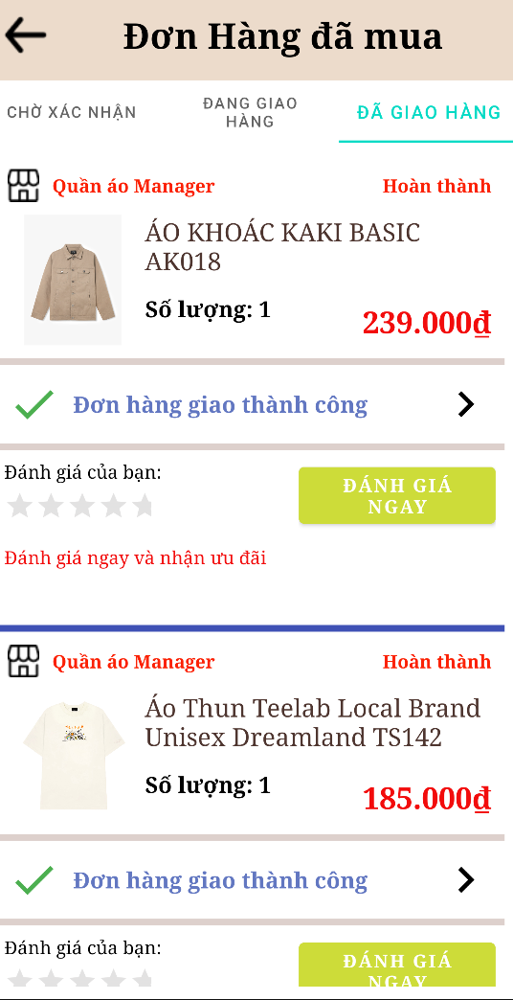 Đơn Hàng đã mua
CHỜ XÁC NHẬN
ĐANG GIAO
HÀNG
ĐÃ GIAO HÀNG
Quần áo Manager
Hoàn thành
ÁO KHOÁC KAKI BASIC
AK018
Số lượng: 1
239.000₫
Đơn hàng giao thành công
Đánh giá của bạn:
ĐÁNH GIÁ
NGAY
Đánh giá ngay và nhận ưu đãi
Quần áo Manager
Hoàn thành
Áo Thun Teelab Local Brand
Unisex Dreamland TS142
Số lượng: 1
185.000₫
Đơn hàng giao thành công
Đánh giá của bạn:
ĐÁNH GIÁ
NGAY